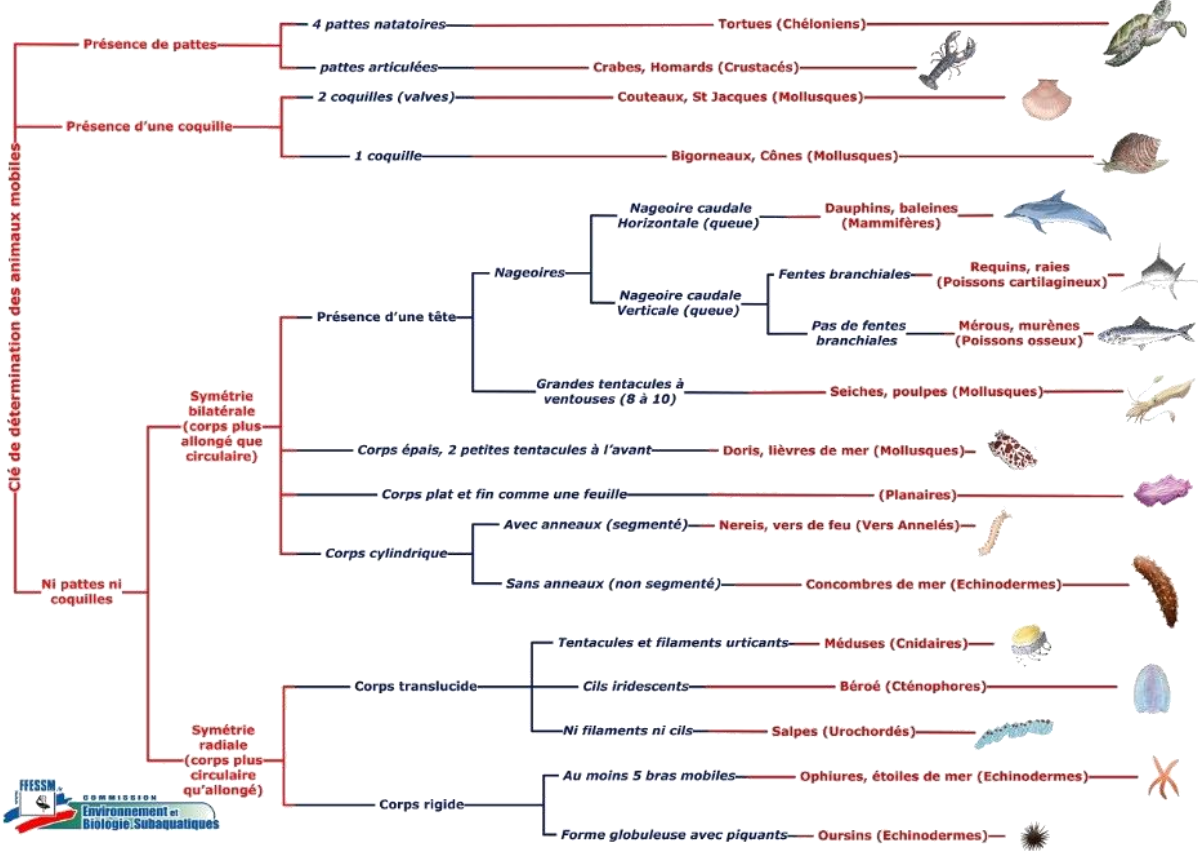 Clé de détermination des animaux mobiles
Présence de pattes
4 pattes natatoires
Tortues (Chéloniens)
pattes articulées
Crabes, Homards (Crustacés)
Présence d'une coquille
2 coquilles (valves)
Couteaux, St Jacques (Mollusques)
1 coquille
Bigorneaux, Cônes (Mollusques)
Ni pattes ni
coquilles
Symétrie
bilatérale
(corps plus
allongé que
circulaire)
Présence d'une tête
Nageoires
Nageoire caudale
Horizontale (queue)
Dauphins, baleines
(Mammifères)
Nageoire caudale
Verticale (queue)
Fentes branchiales
Requins, raies
(Poissons cartilagineux)
Pas de fentes
branchiales
Mérous, murènes
(Poissons osseux)
Grandes tentacules à
ventouses (8 à 10)
Seiches, poulpes (Mollusques)
Corps épais, 2 petites tentacules à l'avant
Doris, lièvres de mer (Mollusques)
Corps plat et fin comme une feuille
(Planaires)
Corps cylindrique
Avec anneaux (segmenté)
Nereis, vers de feu (Vers Annelés)
Sans anneaux (non segmenté)
Concombres de mer (Echinodermes)
Symétrie
radiale
(corps plus
circulaire
qu'allongé)
Corps translucide
Tentacules et filaments urticants
Méduses (Cnidaires)
Cils iridescents
Béroé (Cténophores)
Ni filaments ni cils
Salpes (Urochordés)
Corps rigide
Au moins 5 bras mobiles
Ophiures, étoiles de mer (Echinodermes)
Forme globuleuse avec piquants
Oursins (Echinodermes)
FFESSM
COMMISSION
Environnement et
Biologie Subaquatiques